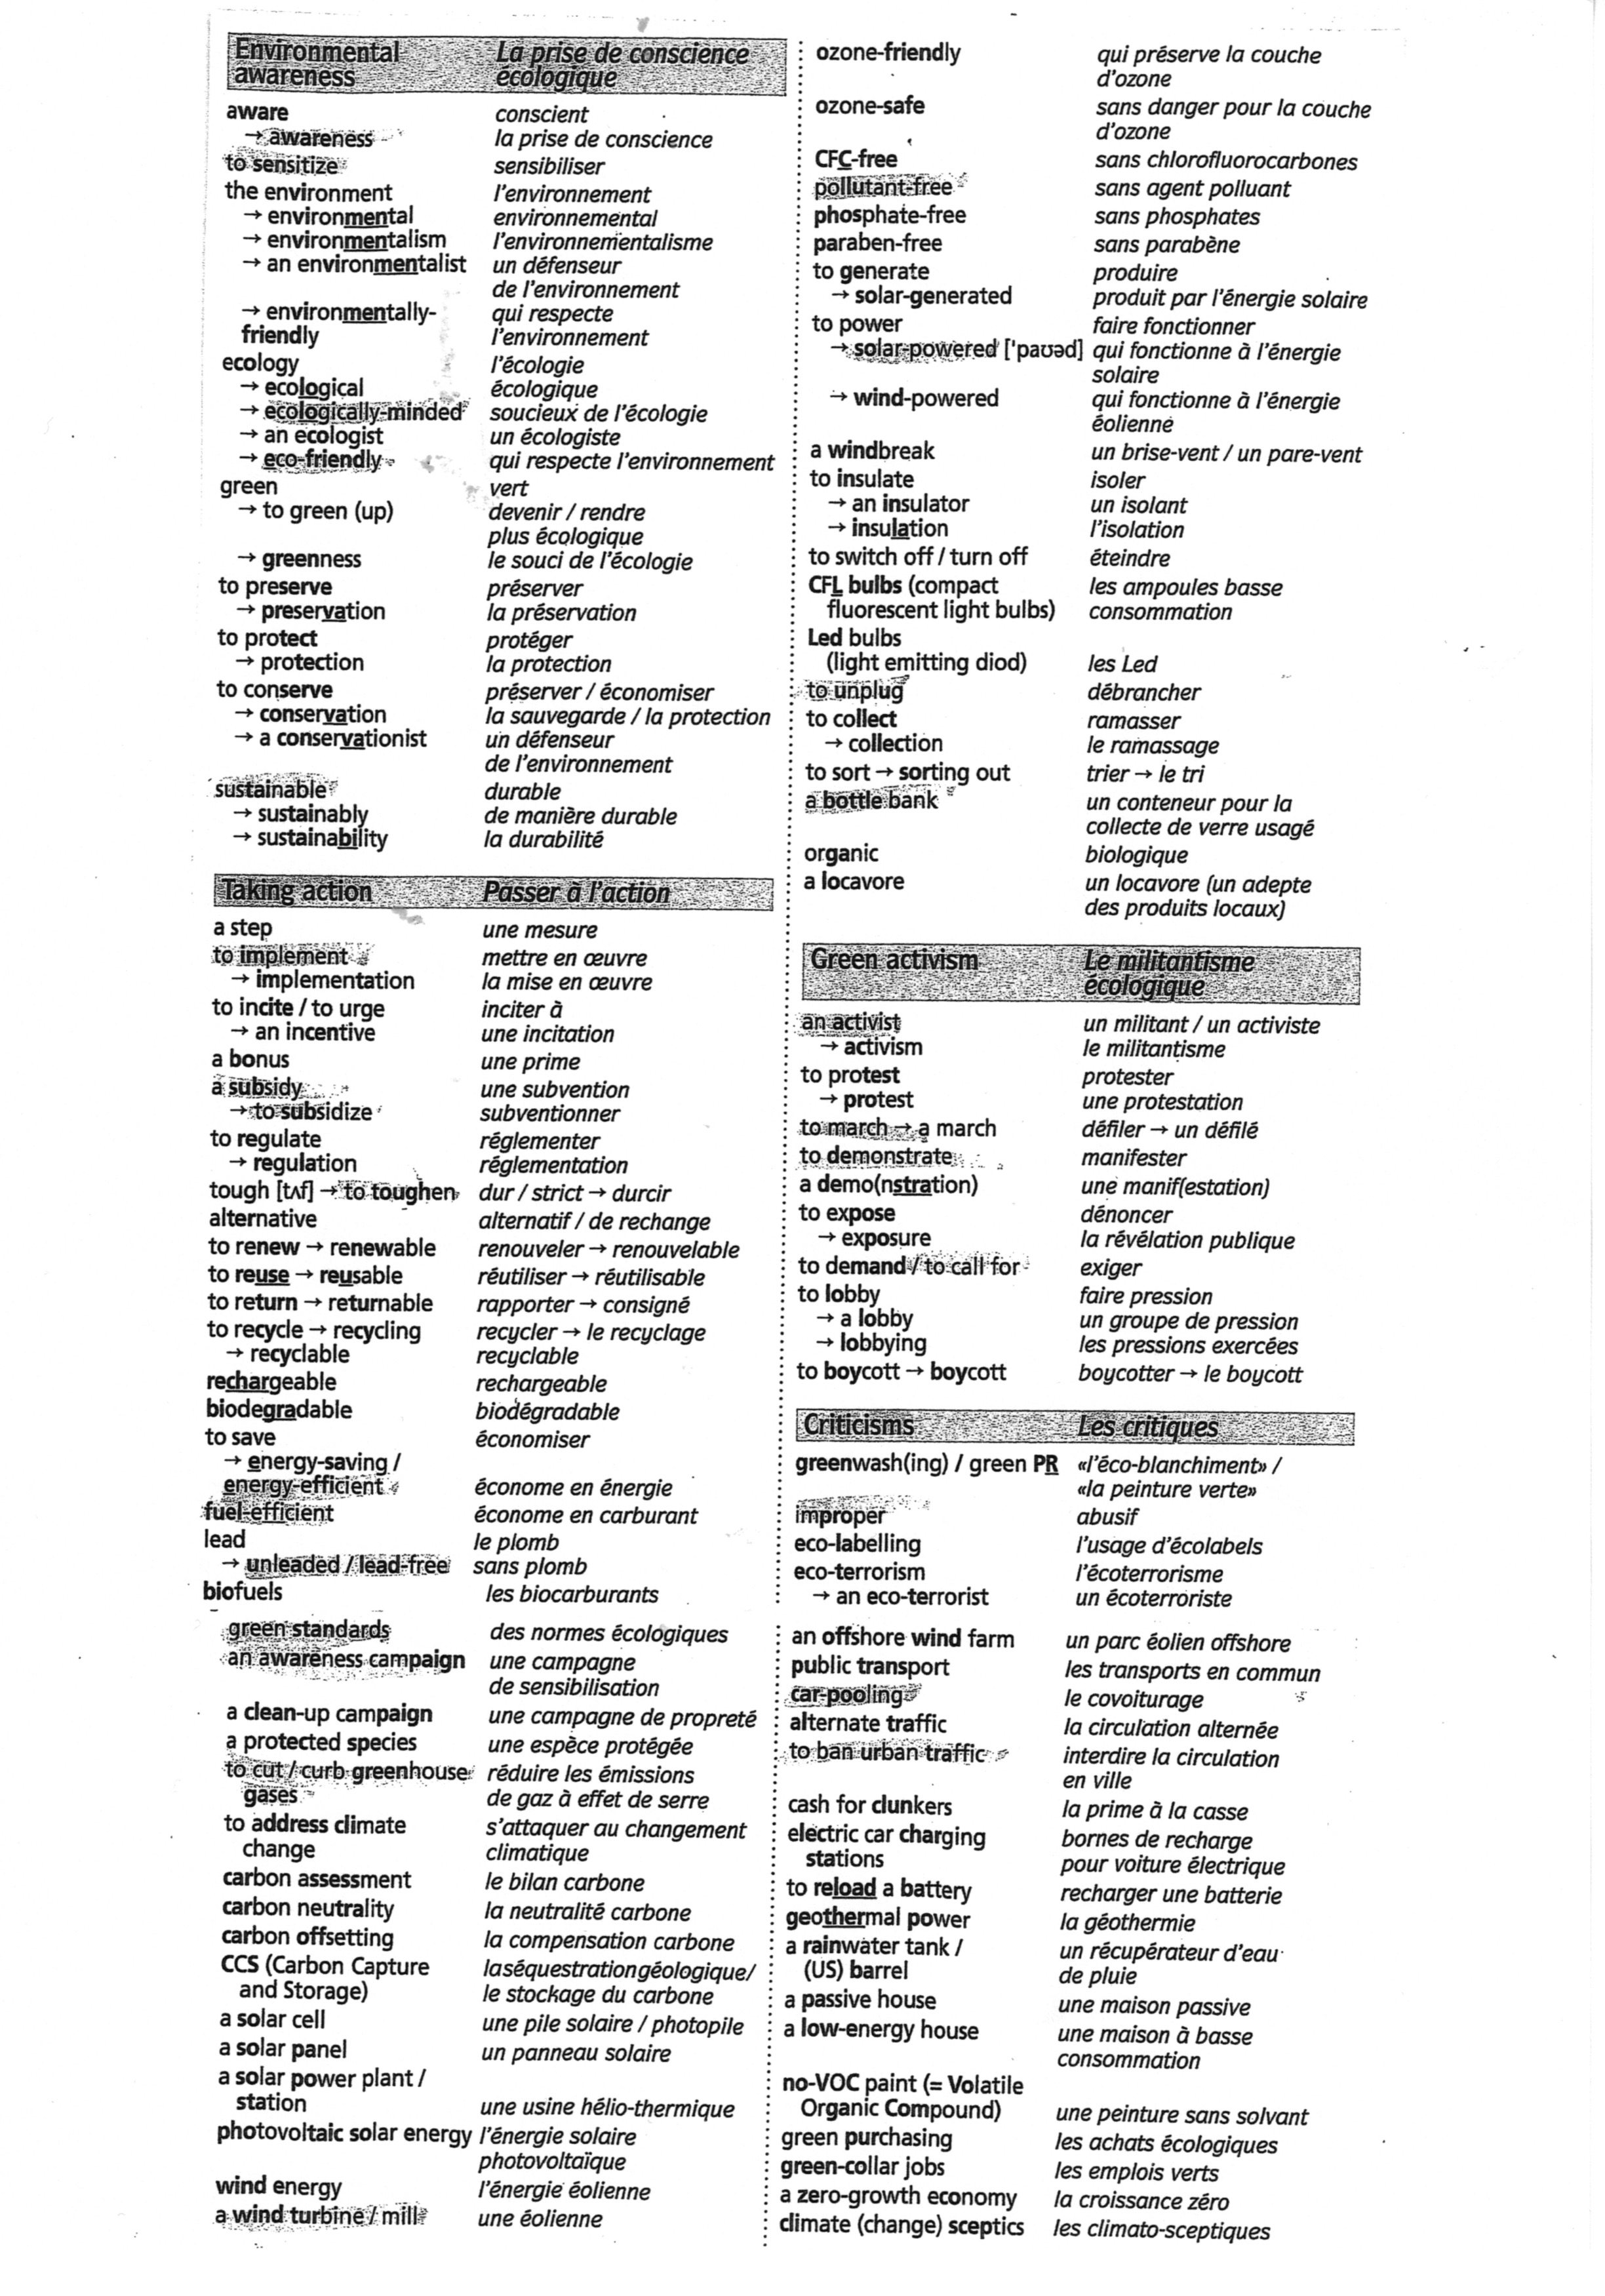 Environmental awareness La prise de conscience écologique
aware conscient
→ awareness la prise de conscience
to sensitize sensibiliser
the environment l'environnement
→ environmental environnemental
→ environmentalism l'environnementalisme
→ an environmentalist un défenseur
de l'environnement
→ environmentally- qui respecte
friendly l'environnement
ecology l'écologie
→ ecological écologique
→ ecologically-minded soucieux de l'écologie
→ an ecologist un écologiste
→ eco-friendly qui respecte l'environnement
green vert
→ to green (up) devenir / rendre
plus écologique
→ greenness le souci de l'écologie
to preserve préserver
→ preservation la préservation
to protect protéger
→ protection la protection
to conserve préserver / économiser
→ conservation la sauvegarde / la protection
→ a conservationist un défenseur
de l'environnement
sustainable durable
→ sustainably de manière durable
→ sustainability la durabilité
Taking action Passer à l'action
a step une mesure
to implement mettre en œuvre
→ implementation la mise en œuvre
to incite / to urge inciter à
→ an incentive une incitation
a bonus une prime
a subsidy une subvention
→ to subsidize subventionner
to regulate réglementer
→ regulation réglementation
tough [tʌf] → to toughen dur / strict → durcir
alternative alternatif / de rechange
to renew → renewable renouveler → renouvelable
to reuse → reusable réutiliser → réutilisable
to return → returnable rapporter → consigné
to recycle → recycling recycler → le recyclage
→ recyclable recyclable
rechargeable rechargeable
biodegradable biodégradable
to save économiser
→ energy-saving /
energy-efficient économe en énergie
fuel-efficient économe en carburant
lead le plomb
→ unleaded / lead-free sans plomb
biofuels les biocarburants
green standards des normes écologiques
an awareness campaign une campagne
de sensibilisation
a clean-up campaign une campagne de propreté
a protected species une espèce protégée
to cut / curb greenhouse réduire les émissions
gases de gaz à effet de serre
to address climate s'attaquer au changement
change climatique
carbon assessment le bilan carbone
carbon neutrality la neutralité carbone
carbon offsetting la compensation carbone
CCS (Carbon Capture la séquestration géologique /
and Storage) le stockage du carbone
a solar cell une pile solaire / photopile
a solar panel un panneau solaire
a solar power plant /
station une usine hélio-thermique
photovoltaic solar energy l'énergie solaire
photovoltaïque
wind energy l'énergie éolienne
a wind turbine / mill une éolienne
ozone-friendly qui préserve la couche
d'ozone
ozone-safe sans danger pour la couche
d'ozone
CFC-free sans chlorofluorocarbones
pollutant-free sans agent polluant
phosphate-free sans phosphates
paraben-free sans parabène
to generate produire
→ solar-generated produit par l'énergie solaire
to power faire fonctionner
→ solar-powered ['paʊəd] qui fonctionne à l'énergie
solaire
→ wind-powered qui fonctionne à l'énergie
éolienne
a windbreak un brise-vent / un pare-vent
to insulate isoler
→ an insulator un isolant
→ insulation l'isolation
to switch off / turn off éteindre
CFL bulbs (compact les ampoules basse
fluorescent light bulbs) consommation
Led bulbs
(light emitting diod) les Led
to unplug débrancher
to collect ramasser
→ collection le ramassage
to sort → sorting out trier → le tri
a bottle bank un conteneur pour la
collecte de verre usagé
organic biologique
a locavore un locavore (un adepte
des produits locaux)
Green activism Le militantisme
écologique
an activist un militant / un activiste
→ activism le militantisme
to protest protester
→ protest une protestation
to march → a march défiler → un défilé
to demonstrate manifester
a demo(nstration) une manif(estation)
to expose dénoncer
→ exposure la révélation publique
to demand / to call for exiger
to lobby faire pression
→ a lobby un groupe de pression
→ lobbying les pressions exercées
to boycott → boycott boycotter → le boycott
Criticisms Les critiques
greenwash(ing) / green PR «l'éco-blanchiment» /
«la peinture verte»
improper abusif
eco-labelling l'usage d'écolabels
eco-terrorism l'écoterrorisme
→ an eco-terrorist un écoterroriste
an offshore wind farm un parc éolien offshore
public transport les transports en commun
car-pooling le covoiturage
alternate traffic la circulation alternée
to ban urban traffic interdire la circulation
en ville
cash for clunkers la prime à la casse
electric car charging bornes de recharge
stations pour voiture électrique
to reload a battery recharger une batterie
geothermal power la géothermie
a rainwater tank / un récupérateur d'eau
(US) barrel de pluie
a passive house une maison passive
a low-energy house une maison à basse
consommation
no-VOC paint (= Volatile
Organic Compound) une peinture sans solvant
green purchasing les achats écologiques
green-collar jobs les emplois verts
a zero-growth economy la croissance zéro
climate (change) sceptics les climato-sceptiques